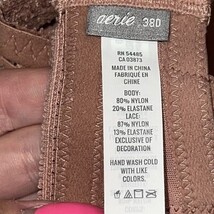 aerie 38D
RN 54485
CA 03873
MADE IN CHINA
FABRIQUÉ EN
CHINE
BODY:
80% NYLON
20% ELASTANE
LACE:
87% NYLON
13% ELASTANE
EXCLUSIVE OF
DECORATION
HAND WASH COLD
WITH LIKE
COLORS